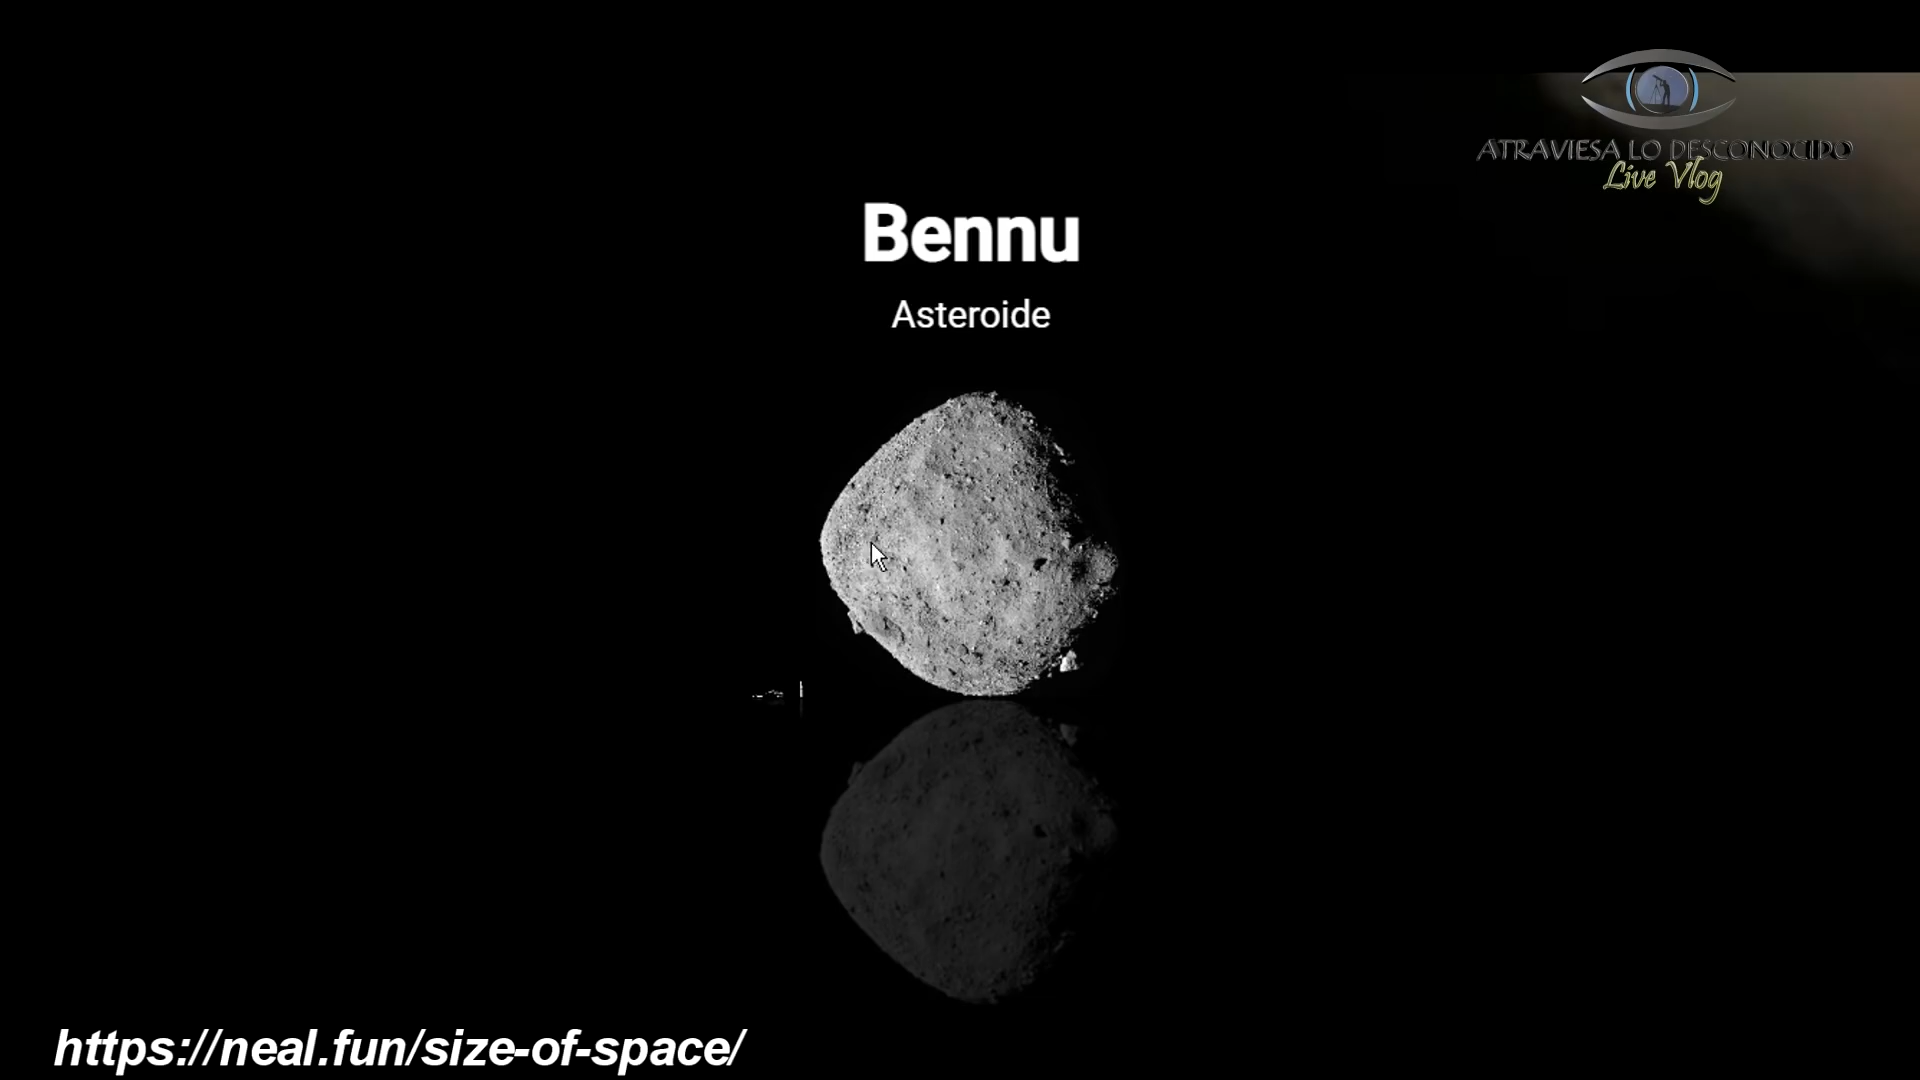 ATRAVIESA LO DESCONOCIDO
Live Vlog
Bennu
Asteroide
https://neal.fun/size-of-space/